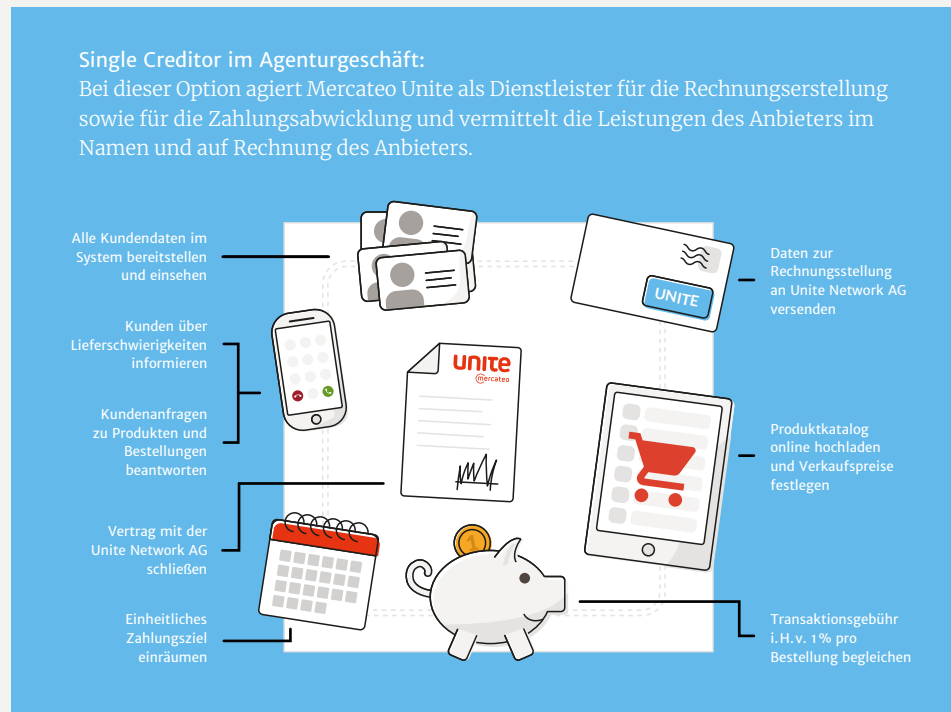 Single Creditor im Agenturgeschäft:
Bei dieser Option agiert Mercateo Unite als Dienstleister für die Rechnungserstellung
sowie für die Zahlungsabwicklung und vermittelt die Leistungen des Anbieters im
Namen und auf Rechnung des Anbieters.
Alle Kundendaten im
System bereitstellen
und einsehen
Kunden über
Lieferschwierigkeiten
informieren
Kundenanfragen
zu Produkten und
Bestellungen
beantworten
Vertrag mit der
Unite Network AG
schließen
Einheitliches
Zahlungsziel
einräumen
UNITE
unite
mercateo
1
Daten zur
Rechnungsstellung
an Unite Network AG
versenden
Produktkatalog
online hochladen
und Verkaufspreise
festlegen
Transaktionsgebühr
i. H. v. 1% pro
Bestellung begleichen